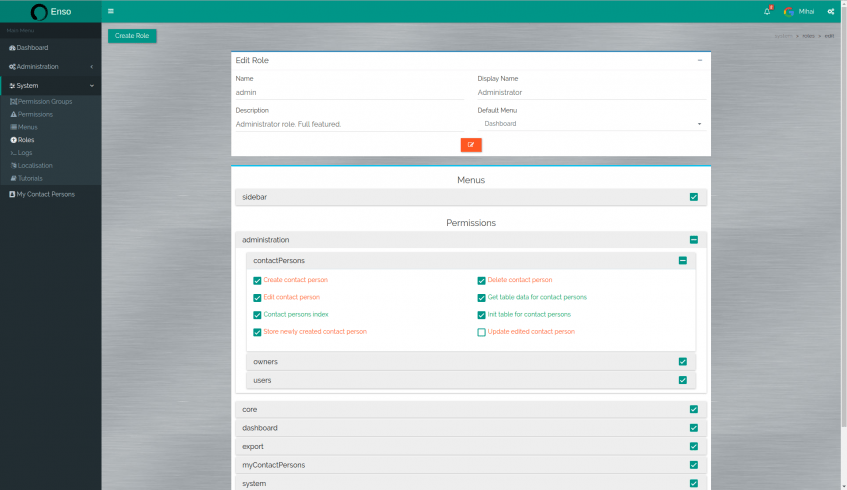 Enso
2
Mihai
Main Menu
Create Role
system > roles > edit
Dashboard
Administration
System
Permission Groups
Permissions
Menus
Roles
Logs
Localisation
Tutorials
My Contact Persons
Edit Role
Name
Display Name
admin
Administrator
Description
Default Menu
Administrator role. Full featured.
Dashboard
Menus
sidebar
Permissions
administration
contactPersons
Create contact person
Delete contact person
Edit contact person
Get table data for contact persons
Contact persons index
Init table for contact persons
Store newly created contact person
Update edited contact person
owners
users
core
dashboard
export
myContactPersons
system